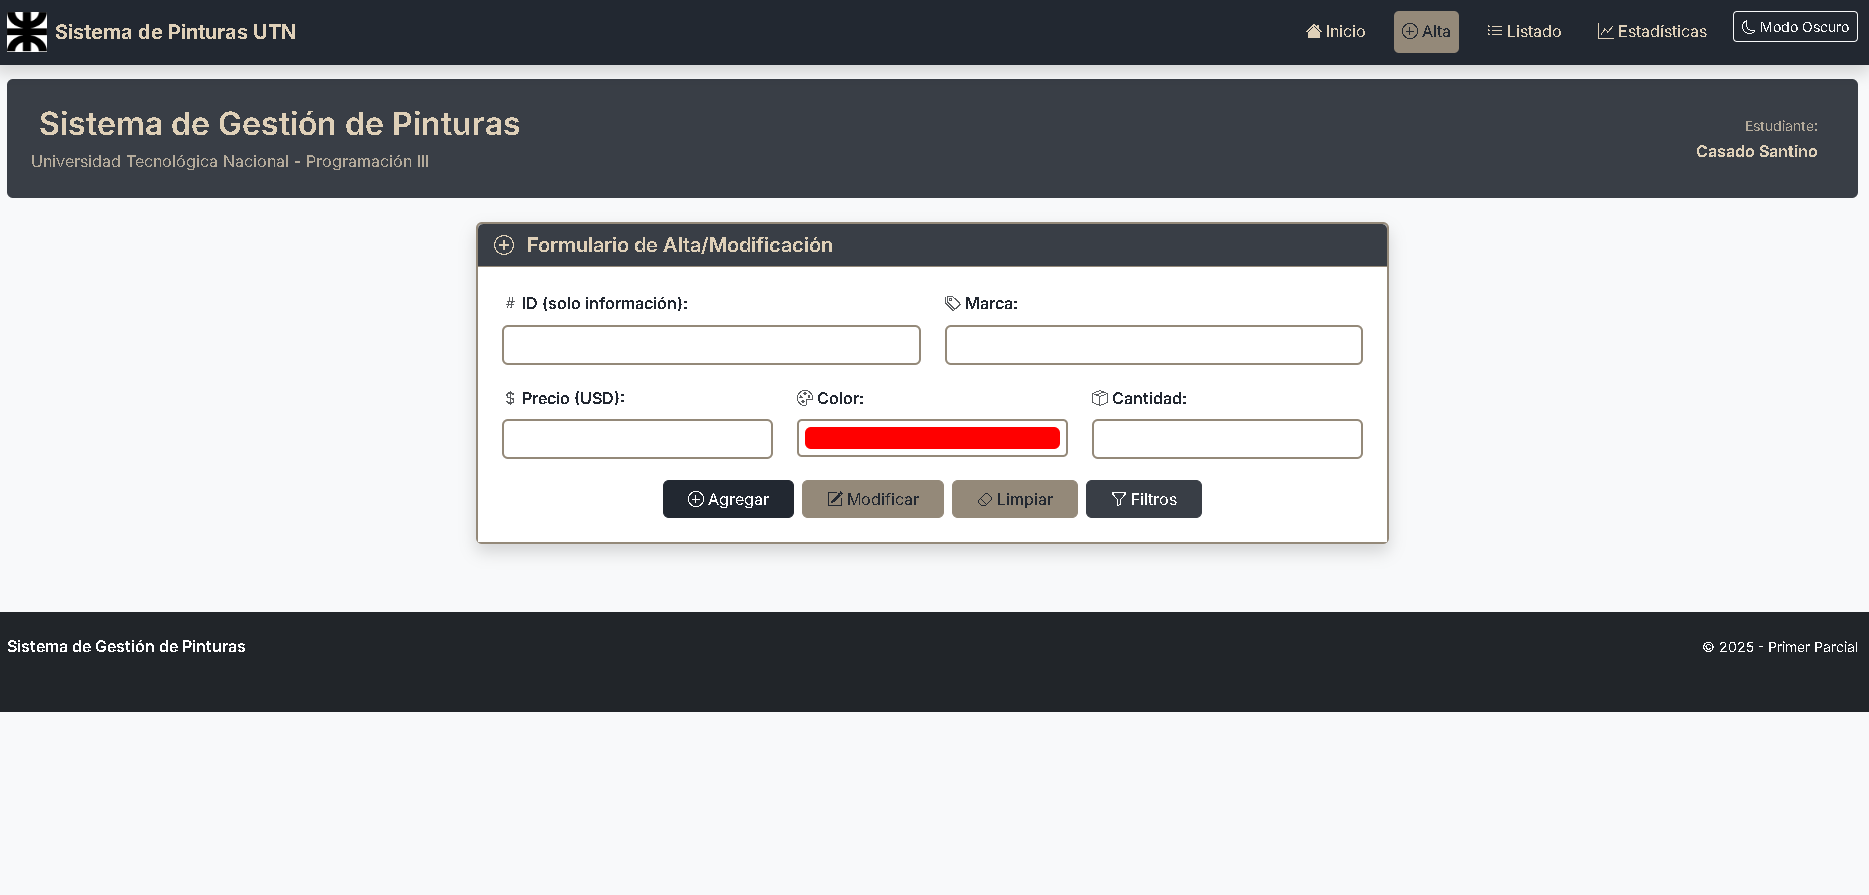 Sistema de Pinturas UTN
Inicio
Alta
Listado
Estadísticas
Modo Oscuro
Sistema de Gestión de Pinturas
Universidad Tecnológica Nacional - Programación III
Estudiante:
Casado Santino
Formulario de Alta/Modificación
# ID (solo información):
Marca:
$ Precio (USD):
Color:
Cantidad:
Agregar
Modificar
Limpiar
Filtros
Sistema de Gestión de Pinturas
© 2025 - Primer Parcial